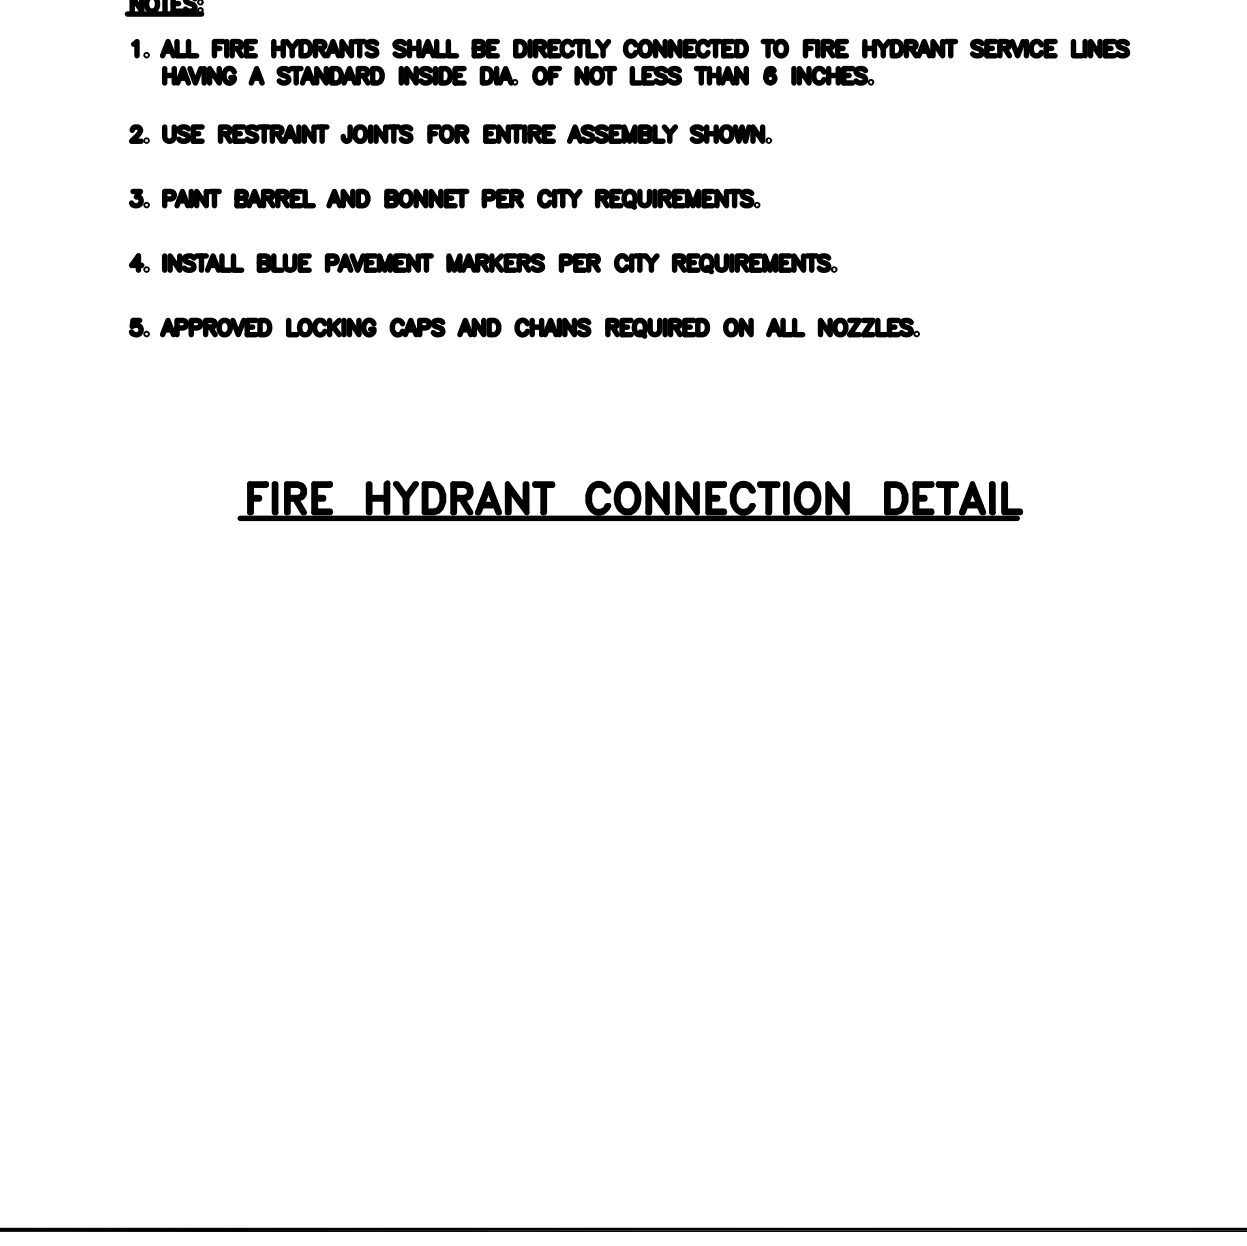 NOTES:
1. ALL FIRE HYDRANTS SHALL BE DIRECTLY CONNECTED TO FIRE HYDRANT SERVICE LINES
HAVING A STANDARD INSIDE DIA. OF NOT LESS THAN 6 INCHES.
2. USE RESTRAINT JOINTS FOR ENTIRE ASSEMBLY SHOWN.
3. PAINT BARREL AND BONNET PER CITY REQUIREMENTS.
4. INSTALL BLUE PAVEMENT MARKERS PER CITY REQUIREMENTS.
5. APPROVED LOCKING CAPS AND CHAINS REQUIRED ON ALL NOZZLES.
FIRE HYDRANT CONNECTION DETAIL